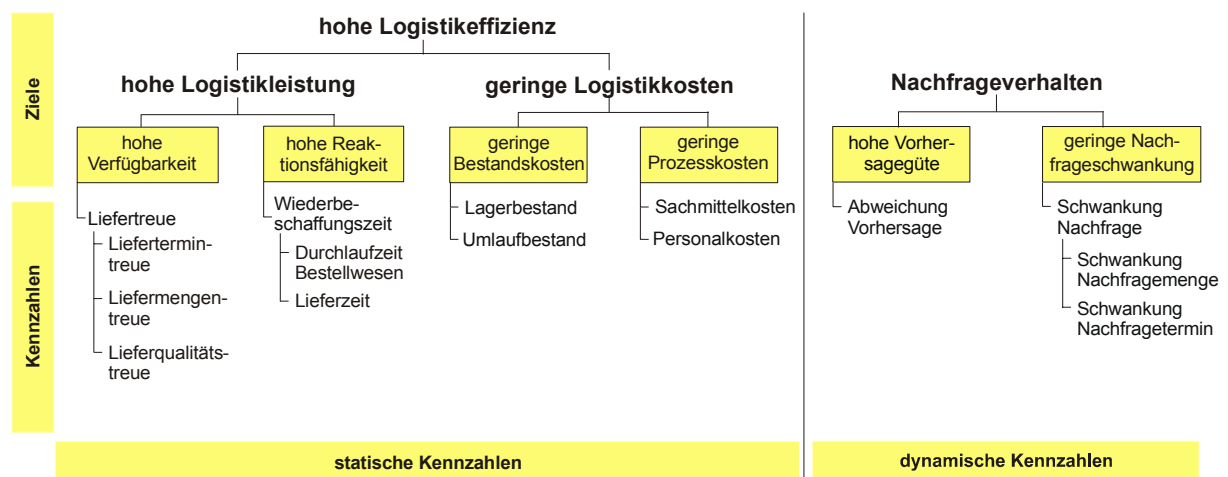 Ziele
hohe Logistikeffizienz
hohe Logistikleistung
geringe Logistikkosten
Nachfrageverhalten
hohe
Verfügbarkeit
hohe Reak-
tionsfähigkeit
geringe
Bestandskosten
geringe
Prozesskosten
hohe Vorher-
sagegüte
geringe Nach-
frageschwankung
Kennzahlen
Liefertreue
Liefertermin-
treue
Liefermengen-
treue
Lieferqualitäts-
treue
Wiederbe-
schaffungszeit
Durchlaufzeit
Bestellwesen
Lieferzeit
Lagerbestand
Umlaufbestand
Sachmittelkosten
Personalkosten
Abweichung
Vorhersage
Schwankung
Nachfrage
Schwankung
Nachfragemenge
Schwankung
Nachfragetermin
statische Kennzahlen
dynamische Kennzahlen